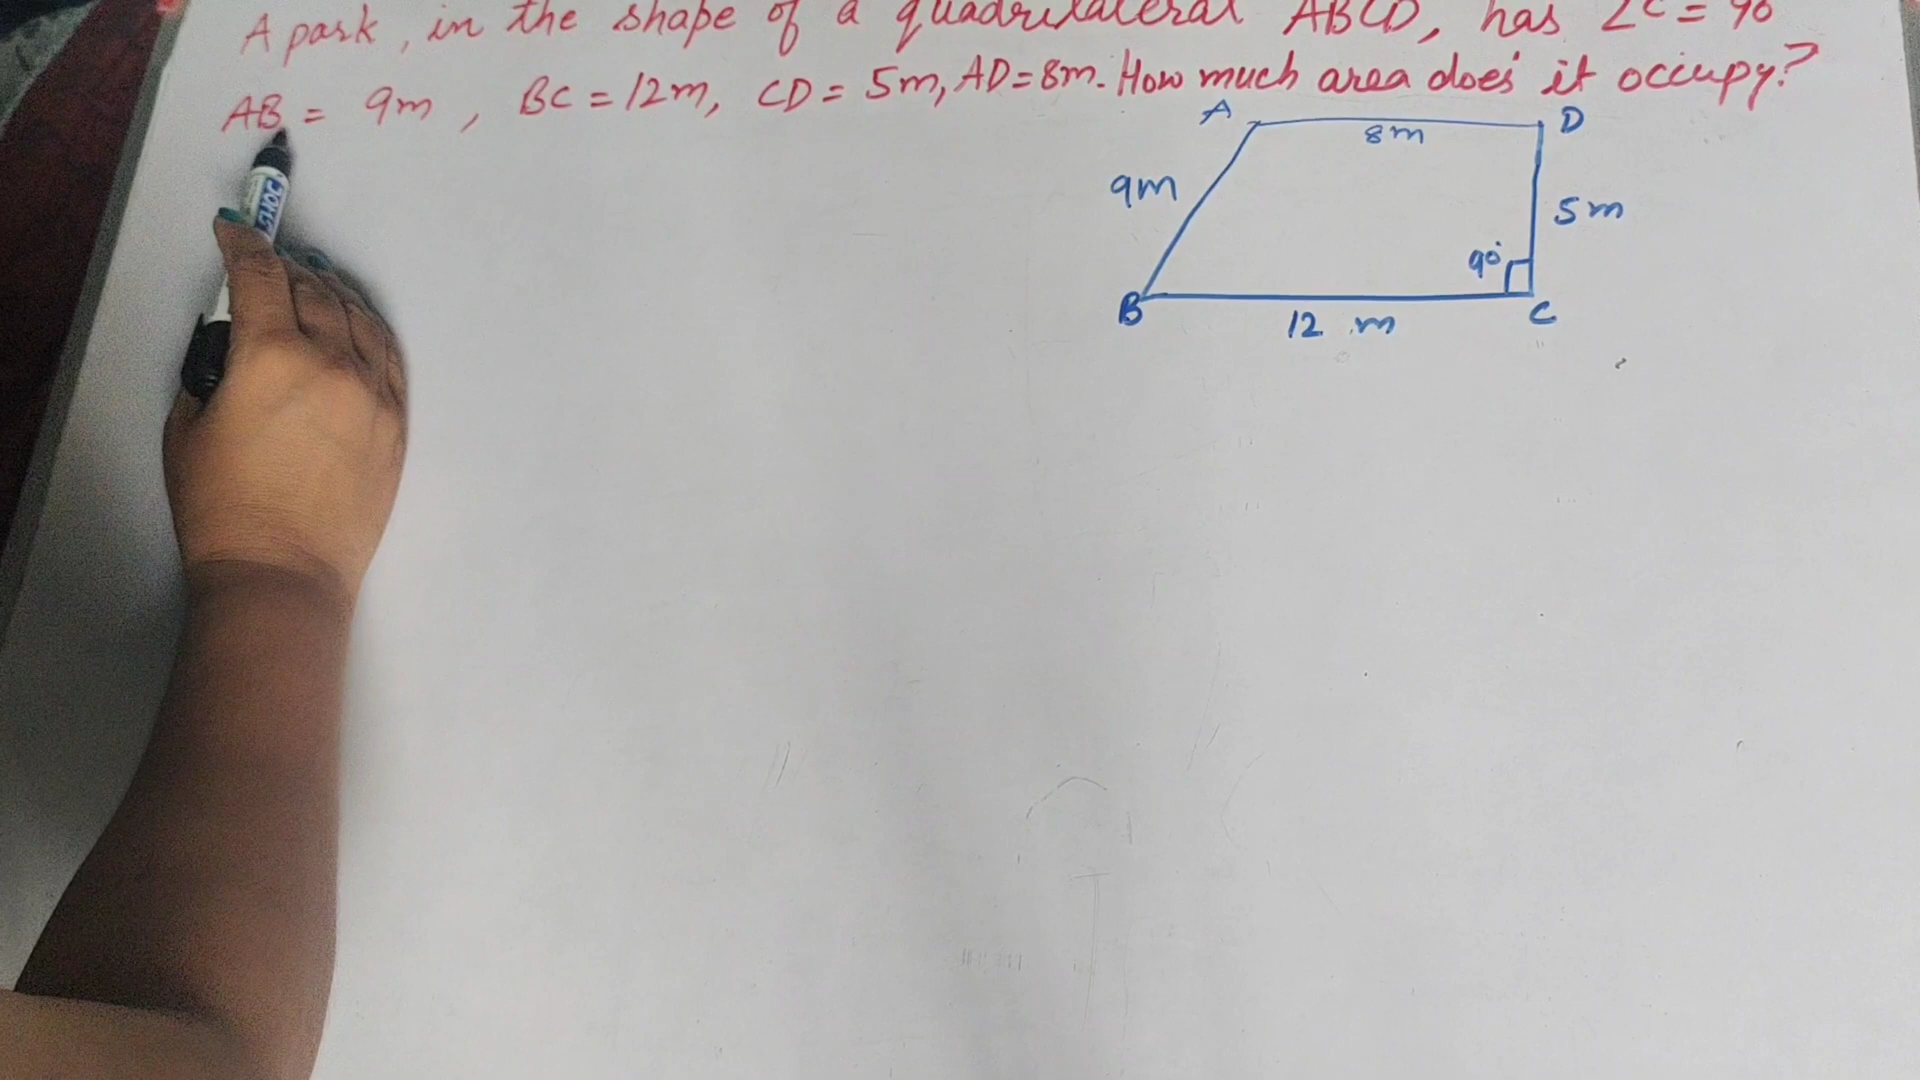 A park, in the shape of a quadrilateral ABCD, has ∠C = 90
AB = 9m, BC = 12m, CD = 5m, AD = 8m. How much area does it occupy?
A
D
8m
9m
5m
90°
B
C
12 m